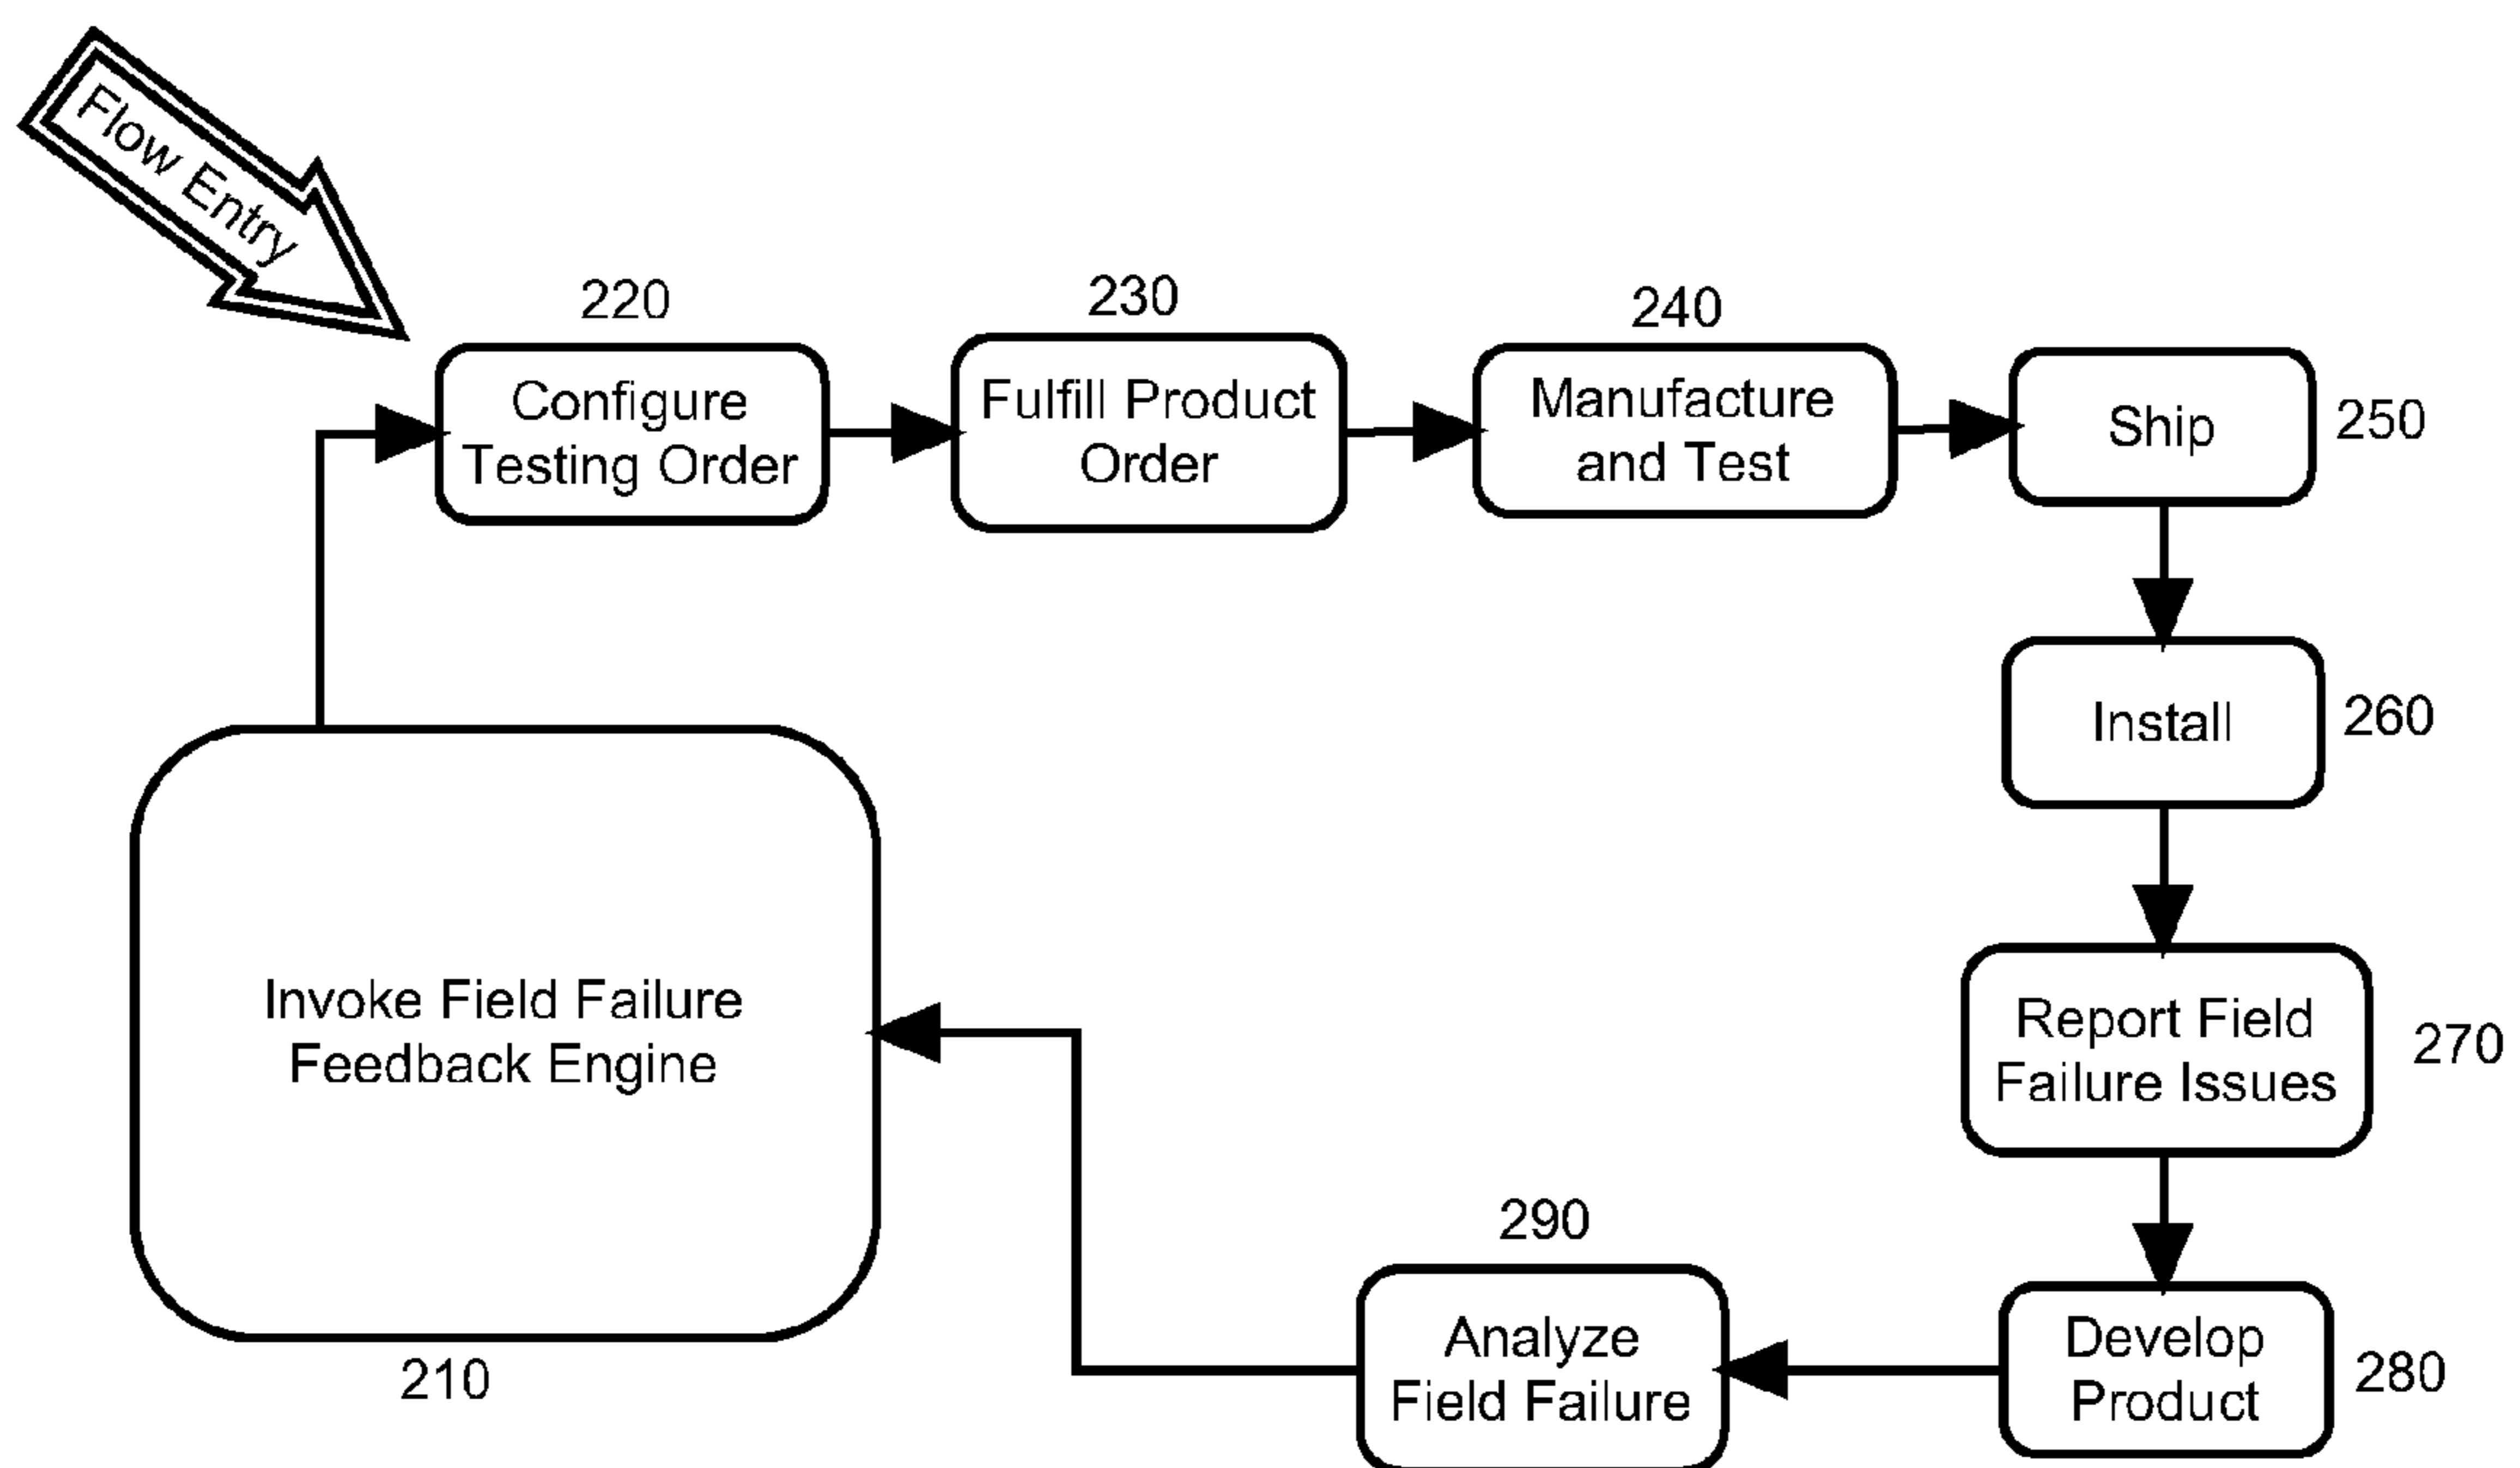 Flow Entry
220
230
240
Configure
Testing Order
Fulfill Product
Order
Manufacture
and Test
Ship
250
Install
260
Report Field
Failure Issues
270
Invoke Field Failure
Feedback Engine
210
290
Analyze
Field Failure
Develop
Product
280